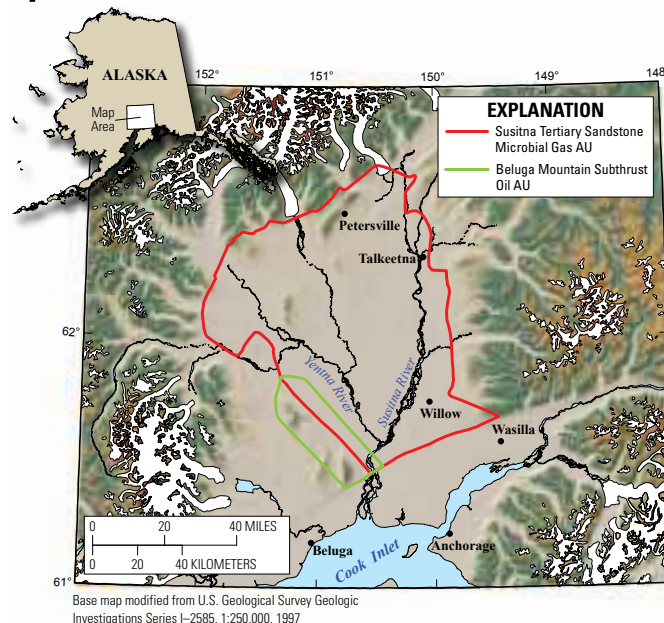 ALASKA
Map
Area
152°
151°
150°
149°
148°
EXPLANATION
Susitna Tertiary Sandstone
Microbial Gas AU
Beluga Mountain Subthrust
Oil AU
Petersville
Talkeetna
62°
Yentna River
Susitna River
Willow
Wasilla
0 20 40 MILES
0 20 40 KILOMETERS
Beluga
Anchorage
Cook Inlet
61°
Base map modified from U.S. Geological Survey Geologic
Investigations Series I–2585, 1:250,000, 1997